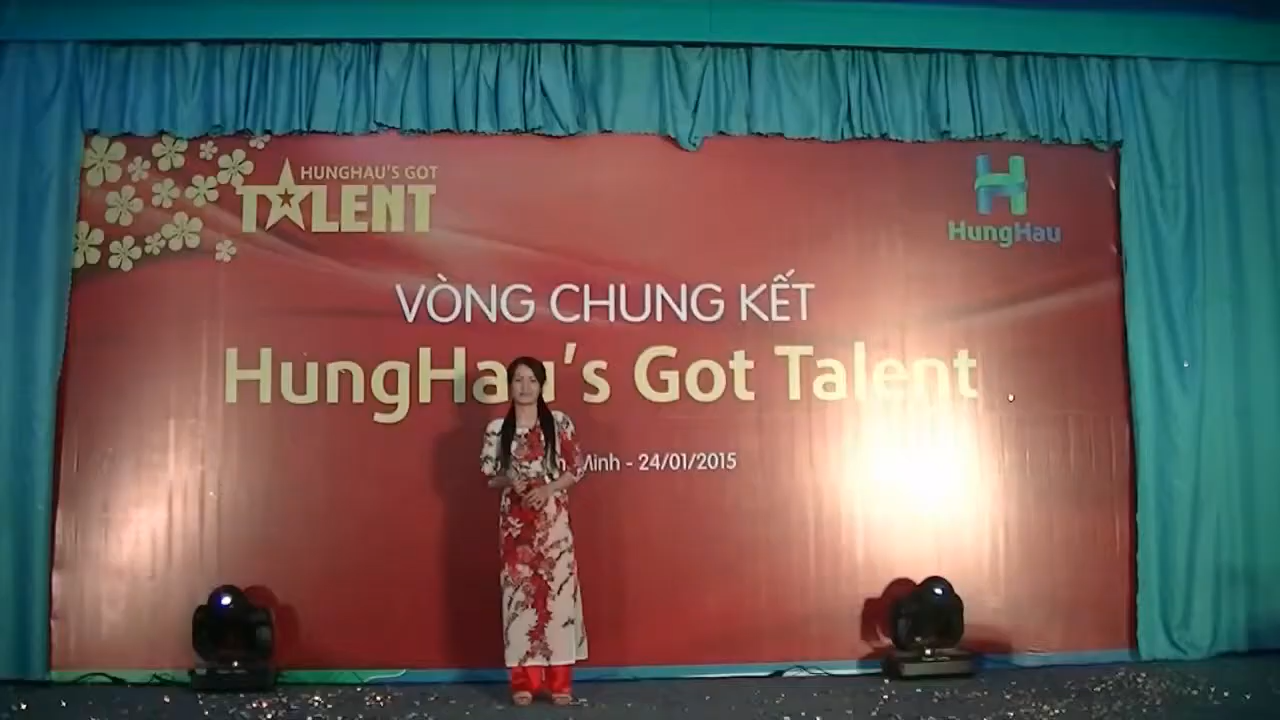 HUNGHAU'S GOT
TALENT
HungHau
VÒNG CHUNG KẾT
HungHau's Got Talent
Minh - 24/01/2015